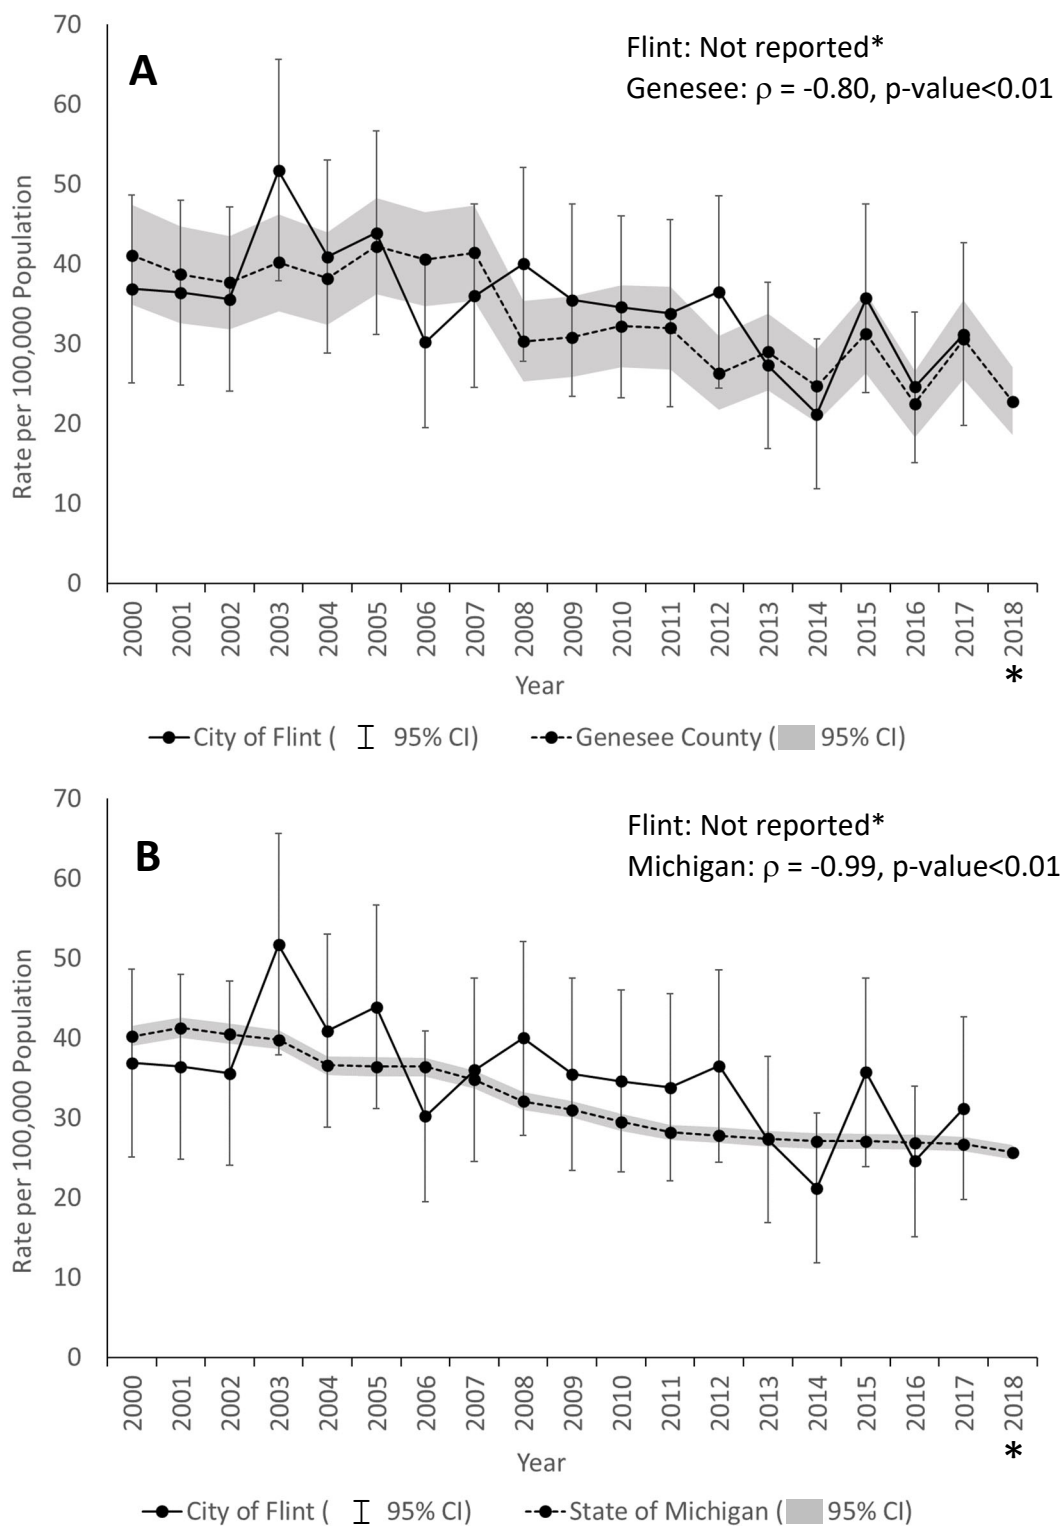 A
Flint: Not reported*
Genesee: ρ = -0.80, p-value<0.01
Rate per 100,000 Population
70
60
50
40
30
20
10
0
2000 2001 2002 2003 2004 2005 2006 2007 2008 2009 2010 2011 2012 2013 2014 2015 2016 2017 2018
*
Year
City of Flint ( 95% CI) Genesee County ( 95% CI)
B
Flint: Not reported*
Michigan: ρ = -0.99, p-value<0.01
Rate per 100,000 Population
70
60
50
40
30
20
10
0
2000 2001 2002 2003 2004 2005 2006 2007 2008 2009 2010 2011 2012 2013 2014 2015 2016 2017 2018
*
Year
City of Flint ( 95% CI) State of Michigan ( 95% CI)